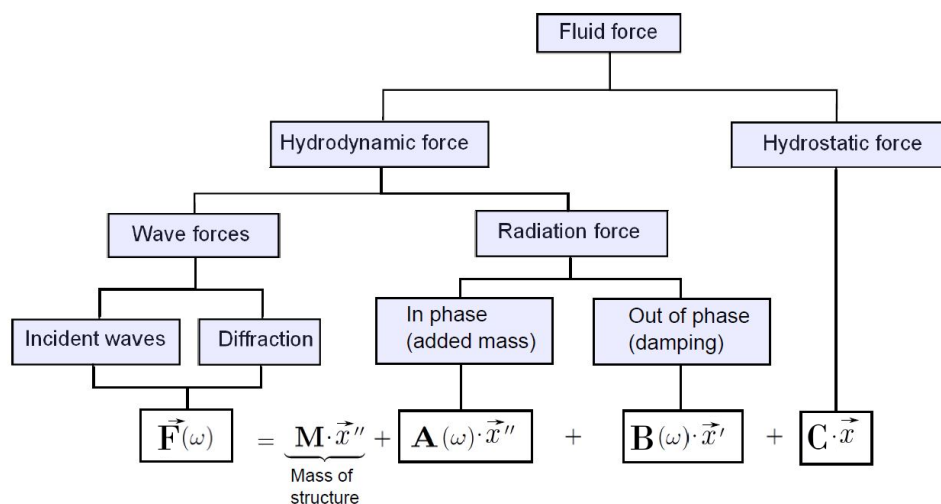 Fluid force
Hydrodynamic force
Hydrostatic force
Wave forces
Radiation force
Incident waves
Diffraction
In phase
(added mass)
Out of phase
(damping)
F⃗(ω) = M·x⃗'' + A(ω)·x⃗'' + B(ω)·x⃗' + C·x⃗
Mass of
structure